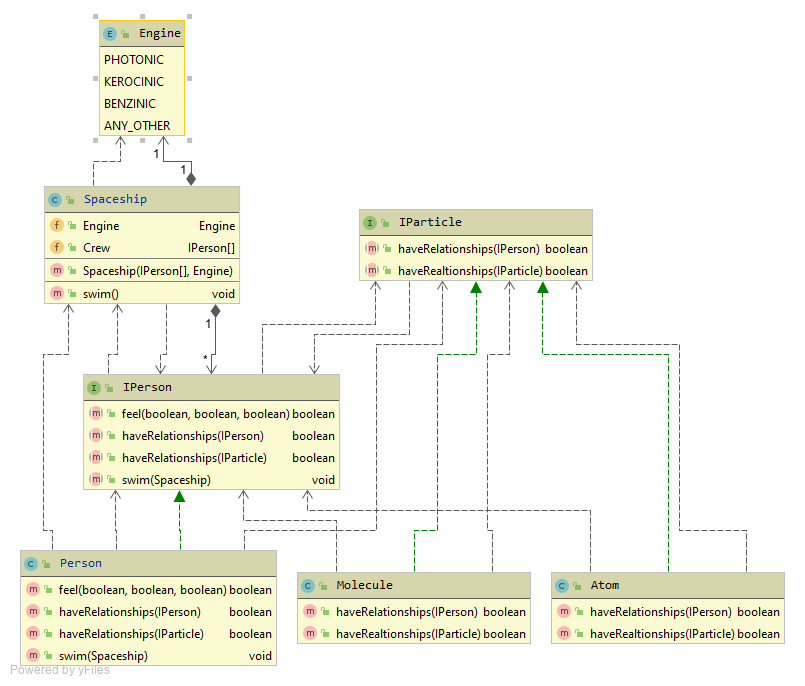 Engine
PHOTONIC
KEROCINIC
BENZINIC
ANY_OTHER
1
1
Spaceship
Engine Engine
Crew IPerson[]
Spaceship(IPerson[], Engine)
swim() void
IParticle
haveRelationships(IPerson) boolean
haveRealtionships(IParticle) boolean
1
*
IPerson
feel(boolean, boolean, boolean) boolean
haveRelationships(IPerson) boolean
haveRelationships(IParticle) boolean
swim(Spaceship) void
Person
feel(boolean, boolean, boolean) boolean
haveRelationships(IPerson) boolean
haveRelationships(IParticle) boolean
swim(Spaceship) void
Molecule
haveRelationships(IPerson) boolean
haveRealtionships(IParticle) boolean
Atom
haveRelationships(IPerson) boolean
haveRealtionships(IParticle) boolean
Powered by yFiles